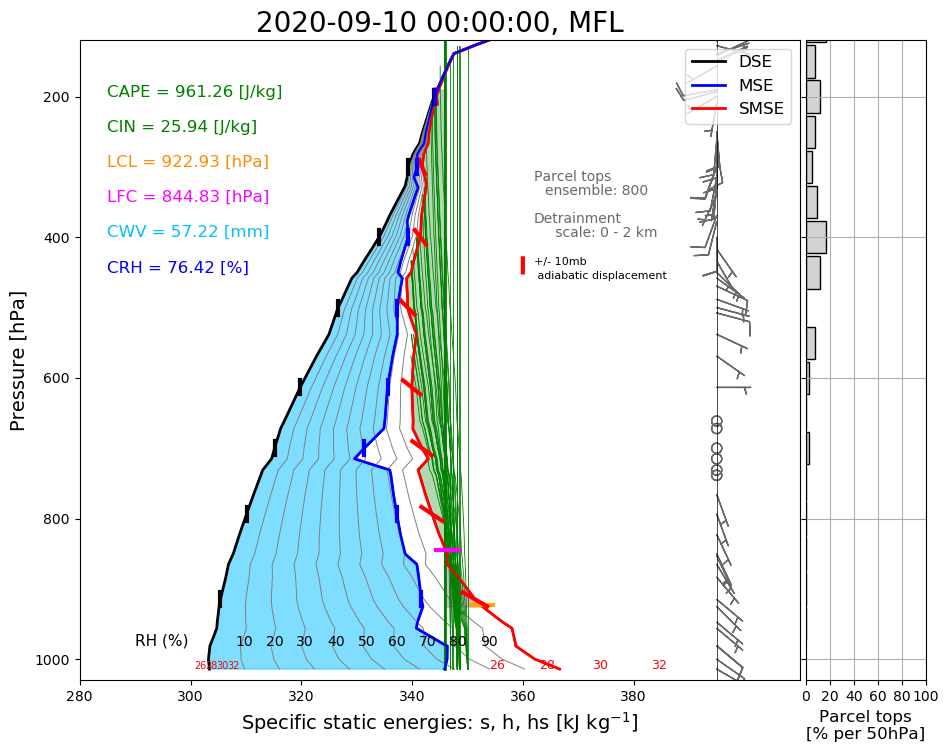 2020-09-10 00:00:00, MFL
DSE
MSE
SMSE
CAPE = 961.26 [J/kg]
CIN = 25.94 [J/kg]
LCL = 922.93 [hPa]
LFC = 844.83 [hPa]
CWV = 57.22 [mm]
CRH = 76.42 [%]
Parcel tops
ensemble: 800
Detrainment
scale: 0 - 2 km
+/- 10mb
adiabatic displacement
Pressure [hPa]
200
400
600
800
1000
RH (%) 10 20 30 40 50 60 70 80 90
26 28 30 32 26 28 30 32
280 300 320 340 360 380
Specific static energies: s, h, hs [kJ kg⁻¹]
0 20 40 60 80 100
Parcel tops
[% per 50hPa]